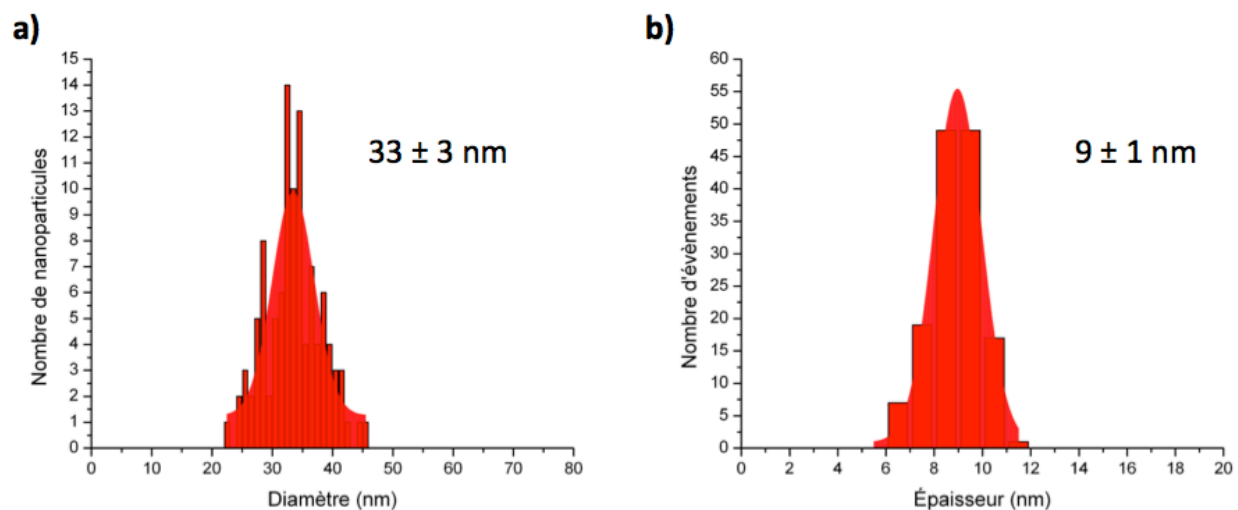 a)
Nombre de nanoparticules
15
14
13
12
11
10
9
8
7
6
5
4
3
2
1
0
33 ± 3 nm
0 10 20 30 40 50 60 70 80
Diamètre (nm)
b)
Nombre d'évènements
60
55
50
45
40
35
30
25
20
15
10
5
0
9 ± 1 nm
0 2 4 6 8 10 12 14 16 18 20
Épaisseur (nm)